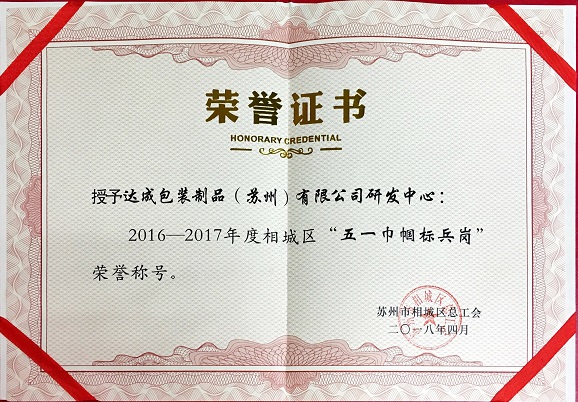 荣誉证书
HONORARY CREDENTIAL
授予达成包装制品（苏州）有限公司研发中心：
2016—2017年度相城区“五一巾帼标兵岗”
荣誉称号。
苏州市相城区总工会
二〇一八年四月